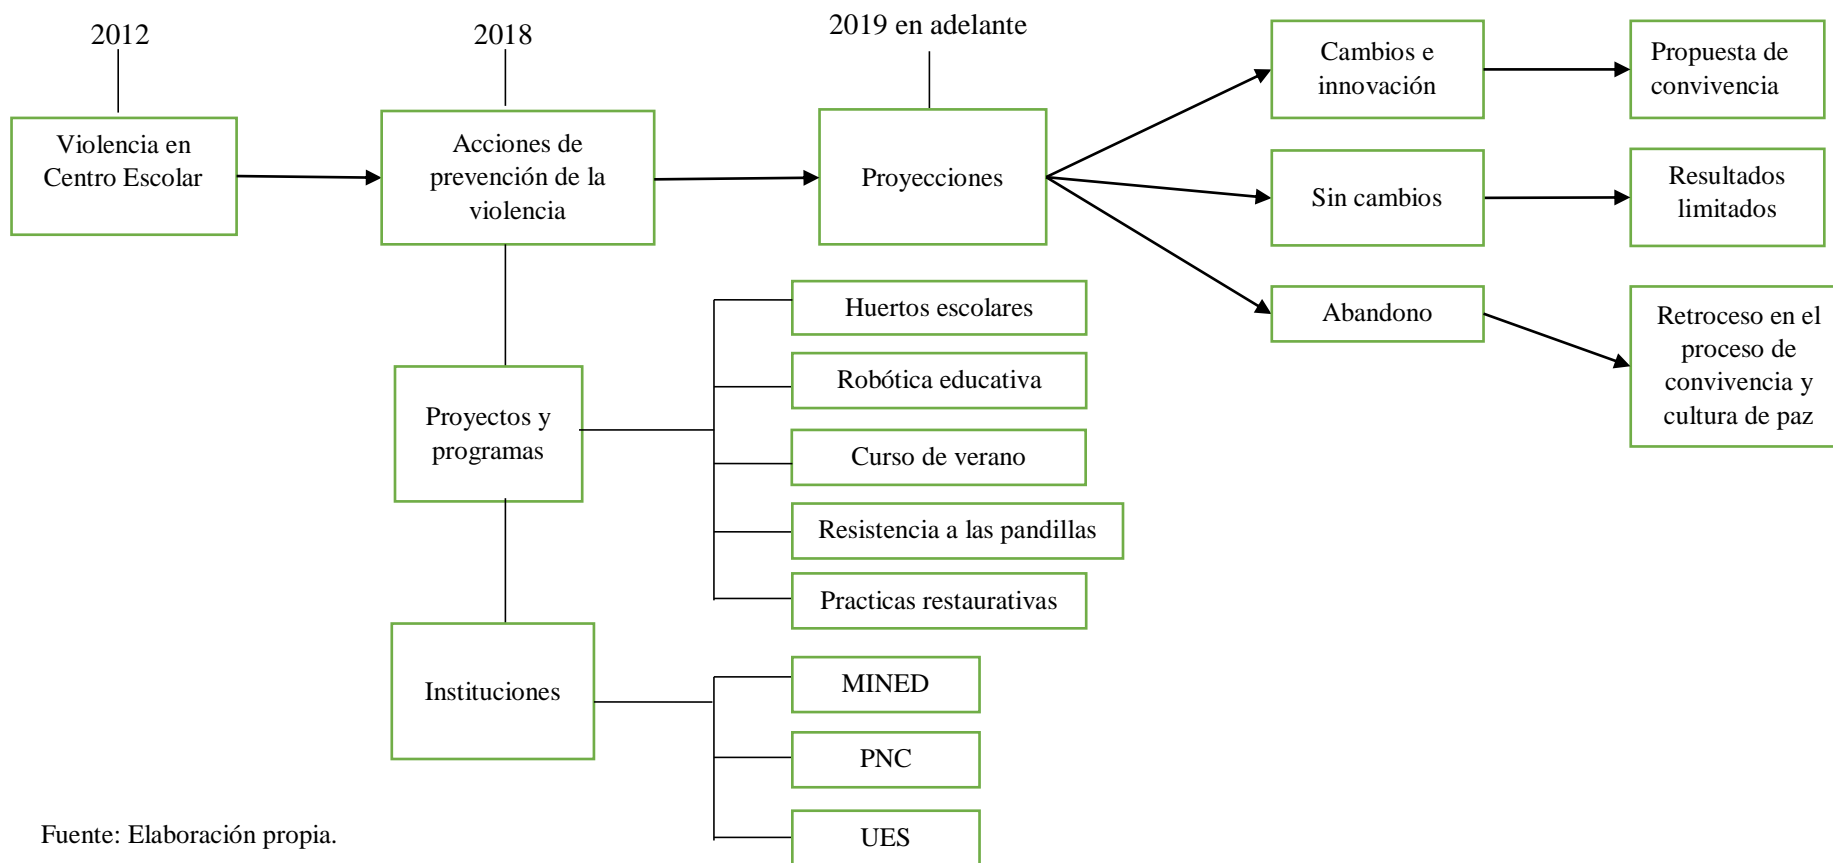 2012
2018
2019 en adelante
Violencia en
Centro Escolar
Acciones de
prevención de la
violencia
Proyecciones
Cambios e
innovación
Propuesta de
convivencia
Sin cambios
Resultados
limitados
Abandono
Retroceso en el
proceso de
convivencia y
cultura de paz
Proyectos y
programas
Huertos escolares
Robótica educativa
Curso de verano
Resistencia a las pandillas
Practicas restaurativas
Instituciones
MINED
PNC
UES
Fuente: Elaboración propia.